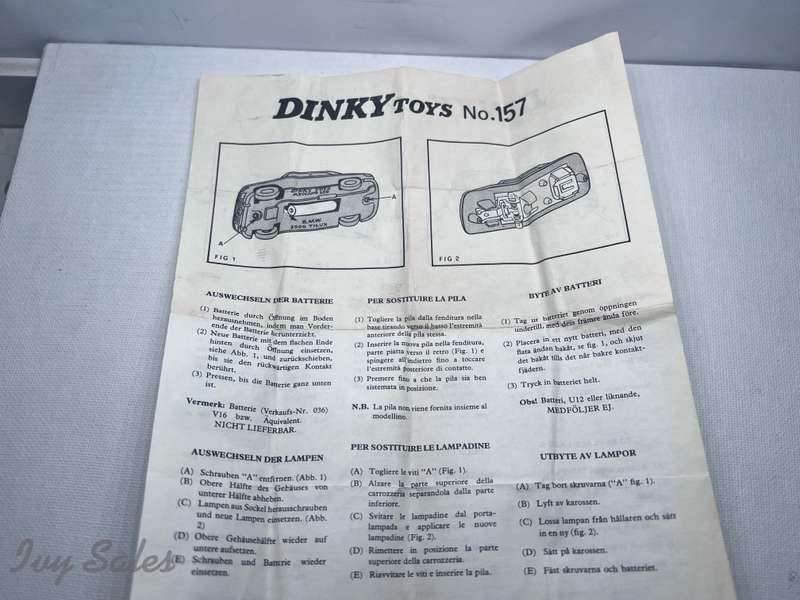 DINKY TOYS No. 157
DINKY TOYS
B.M.W.
2000 TILUX
A
A
FIG 1
FIG 2
AUSWECHSELN DER BATTERIE
(1) Batterie durch Öffnung im Boden
herausnehmen, indem man Vorder-
ende der Batterie herunterzieht.
(2) Neue Batterie mit dem flachen Ende
hinten durch Öffnung einsetzen,
siehe Abb. 1, und zurückschieben,
bis sie den rückwärtigen Kontakt
berührt.
(3) Pressen, bis die Batterie ganz unten
ist.
Vermerk: Batterie (Verkaufs-Nr. 036)
V16 bzw. Äquivalent.
NICHT LIEFERBAR.
AUSWECHSELN DER LAMPEN
(A) Schrauben "A" entfernen. (Abb. 1)
(B) Obere Hälfte des Gehäuses von
unterer Hälfte abheben.
(C) Lampen aus Sockel herausschrauben
und neue Lampen einsetzen. (Abb.
2)
(D) Obere Gehäusehälfte wieder auf
untere aufsetzen.
(E) Schrauben und Batterie wieder
einsetzen.
PER SOSTITUIRE LA PILA
(1) Togliere la pila dalla fenditura nella
base tirando verso il basso l'estremità
anteriore della pila stessa.
(2) Inserire la nuova pila nella fenditura,
parte piatta verso il retro (Fig. 1) e
spingere all'indietro fino a toccare
l'estremità posteriore di contatto.
(3) Premere fino a che la pila sia ben
sistemata in posizione.
N.B. La pila non viene fornita insieme al
modellino.
PER SOSTITUIRE LE LAMPADINE
(A) Togliere le viti "A" (Fig. 1).
(B) Alzare la parte superiore della
carrozzeria separandola dalla parte
inferiore.
(C) Svitare le lampadine dal porta-
lampada e applicare le nuove
lampadine (Fig. 2).
(D) Rimettere in posizione la parte
superiore della carrozzeria.
(E) Riavvitare le viti e inserire la pila.
BYTE AV BATTERI
(1) Tag ur batteriet genom öppningen
undertill, med dess främre ända före.
(2) Placera in ett nytt batteri, med den
flata ändan bakåt, se fig. 1, och skjut
det bakåt tills det når bakre kontakt-
fjädern.
(3) Tryck in batteriet helt.
Obs! Batteri, U12 eller liknande,
MEDFÖLJER EJ.
UTBYTE AV LAMPOR
(A) Tag bort skruvarna ("A" fig. 1).
(B) Lyft av karossen.
(C) Lossa lampan från hållaren och sätt
in en ny (fig. 2).
(D) Sätt på karossen.
(E) Fäst skruvarna och batteriet.
Ivy Sales